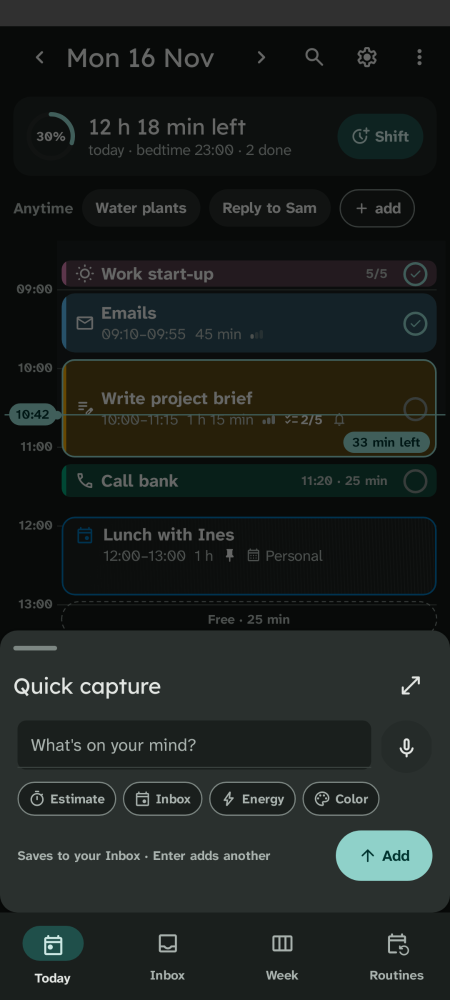 Mon 16 Nov
30%
12 h 18 min left
today · bedtime 23:00 · 2 done
Shift
Anytime
Water plants
Reply to Sam
+ add
Work start-up
5/5
09:00
Emails
09:10–09:55 45 min
10:00
Write project brief
10:42
10:00–11:15 1 h 15 min 2/5
11:00
33 min left
Call bank
11:20 · 25 min
12:00
Lunch with Ines
12:00–13:00 1 h Personal
13:00
Free · 25 min
Quick capture
What's on your mind?
Estimate
Inbox
Energy
Color
Saves to your Inbox · Enter adds another
Add
Today
Inbox
Week
Routines